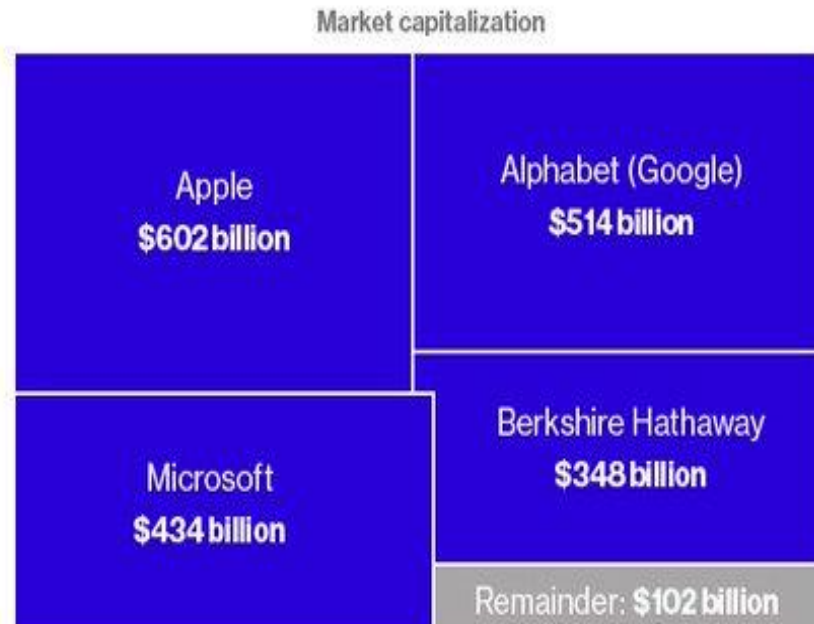 Market capitalization
Apple
$602 billion
Alphabet (Google)
$514 billion
Microsoft
$434 billion
Berkshire Hathaway
$348 billion
Remainder: $102 billion